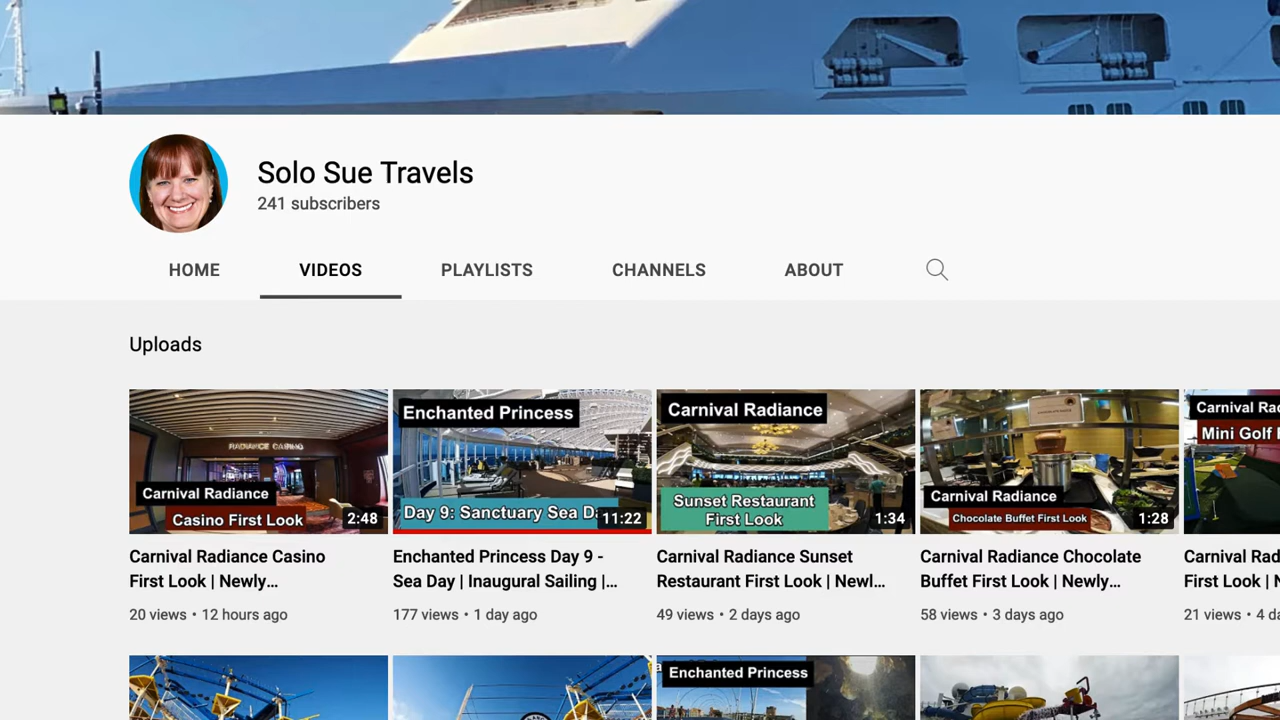 Solo Sue Travels
241 subscribers
HOME VIDEOS PLAYLISTS CHANNELS ABOUT
Uploads
RADIANCE CASINO
Carnival Radiance
Casino First Look
2:48
Enchanted Princess
Day 9: Sanctuary Sea D
11:22
Carnival Radiance
Sunset Restaurant
First Look
1:34
Carnival Radiance
Chocolate Buffet First Look
1:28
Carnival Ra
Mini Golf
Carnival Radiance Casino
First Look | Newly...
20 views • 12 hours ago
Enchanted Princess Day 9 -
Sea Day | Inaugural Sailing |...
177 views • 1 day ago
Carnival Radiance Sunset
Restaurant First Look | Newl...
49 views • 2 days ago
Carnival Radiance Chocolate
Buffet First Look | Newly...
58 views • 3 days ago
Carnival Rad
First Look | N
21 views • 4 da
Enchanted Princess